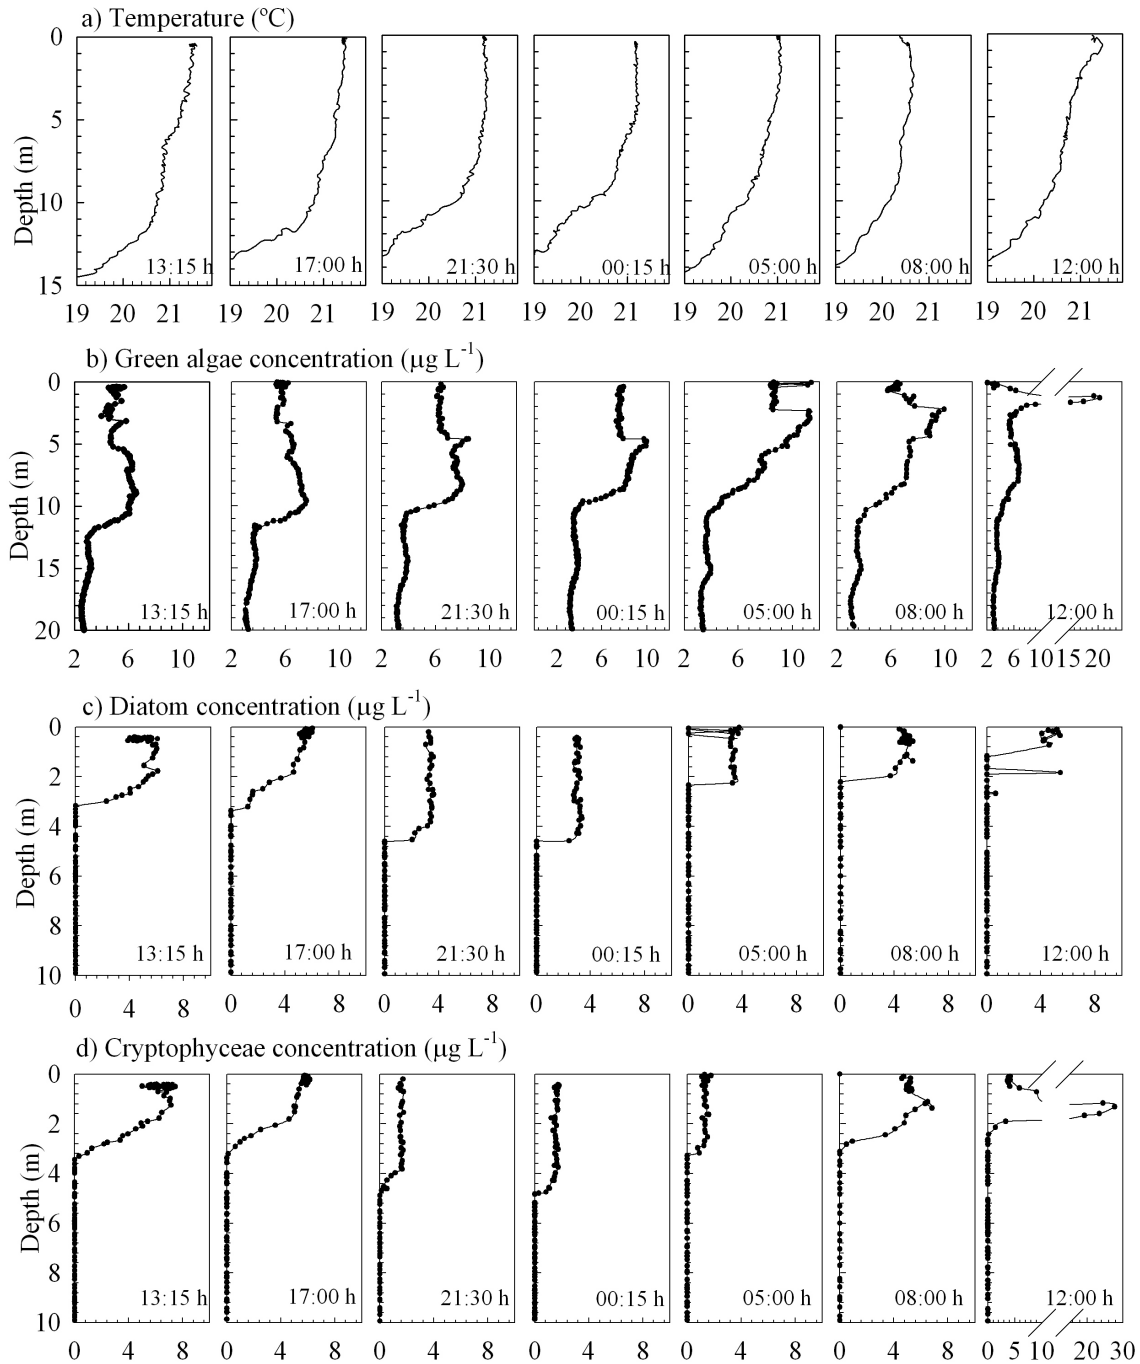 a) Temperature (ºC)
0
5
10
15
Depth (m)
13:15 h
17:00 h
21:30 h
00:15 h
05:00 h
08:00 h
12:00 h
19 20 21 19 20 21 19 20 21 19 20 21 19 20 21 19 20 21 19 20 21
b) Green algae concentration (µg L-1)
0
5
10
15
20
Depth (m)
13:15 h
17:00 h
21:30 h
00:15 h
05:00 h
08:00 h
12:00 h
2 6 10 2 6 10 2 6 10 2 6 10 2 6 10 2 6 10 2 6 10 15 20
c) Diatom concentration (µg L-1)
0
2
4
6
8
10
Depth (m)
13:15 h
17:00 h
21:30 h
00:15 h
05:00 h
08:00 h
12:00 h
0 4 8 0 4 8 0 4 8 0 4 8 0 4 8 0 4 8 0 4 8
d) Cryptophyceae concentration (µg L-1)
0
2
4
6
8
10
Depth (m)
13:15 h
17:00 h
21:30 h
00:15 h
05:00 h
08:00 h
12:00 h
0 4 8 0 4 8 0 4 8 0 4 8 0 4 8 0 4 8 0 5 10 20 30